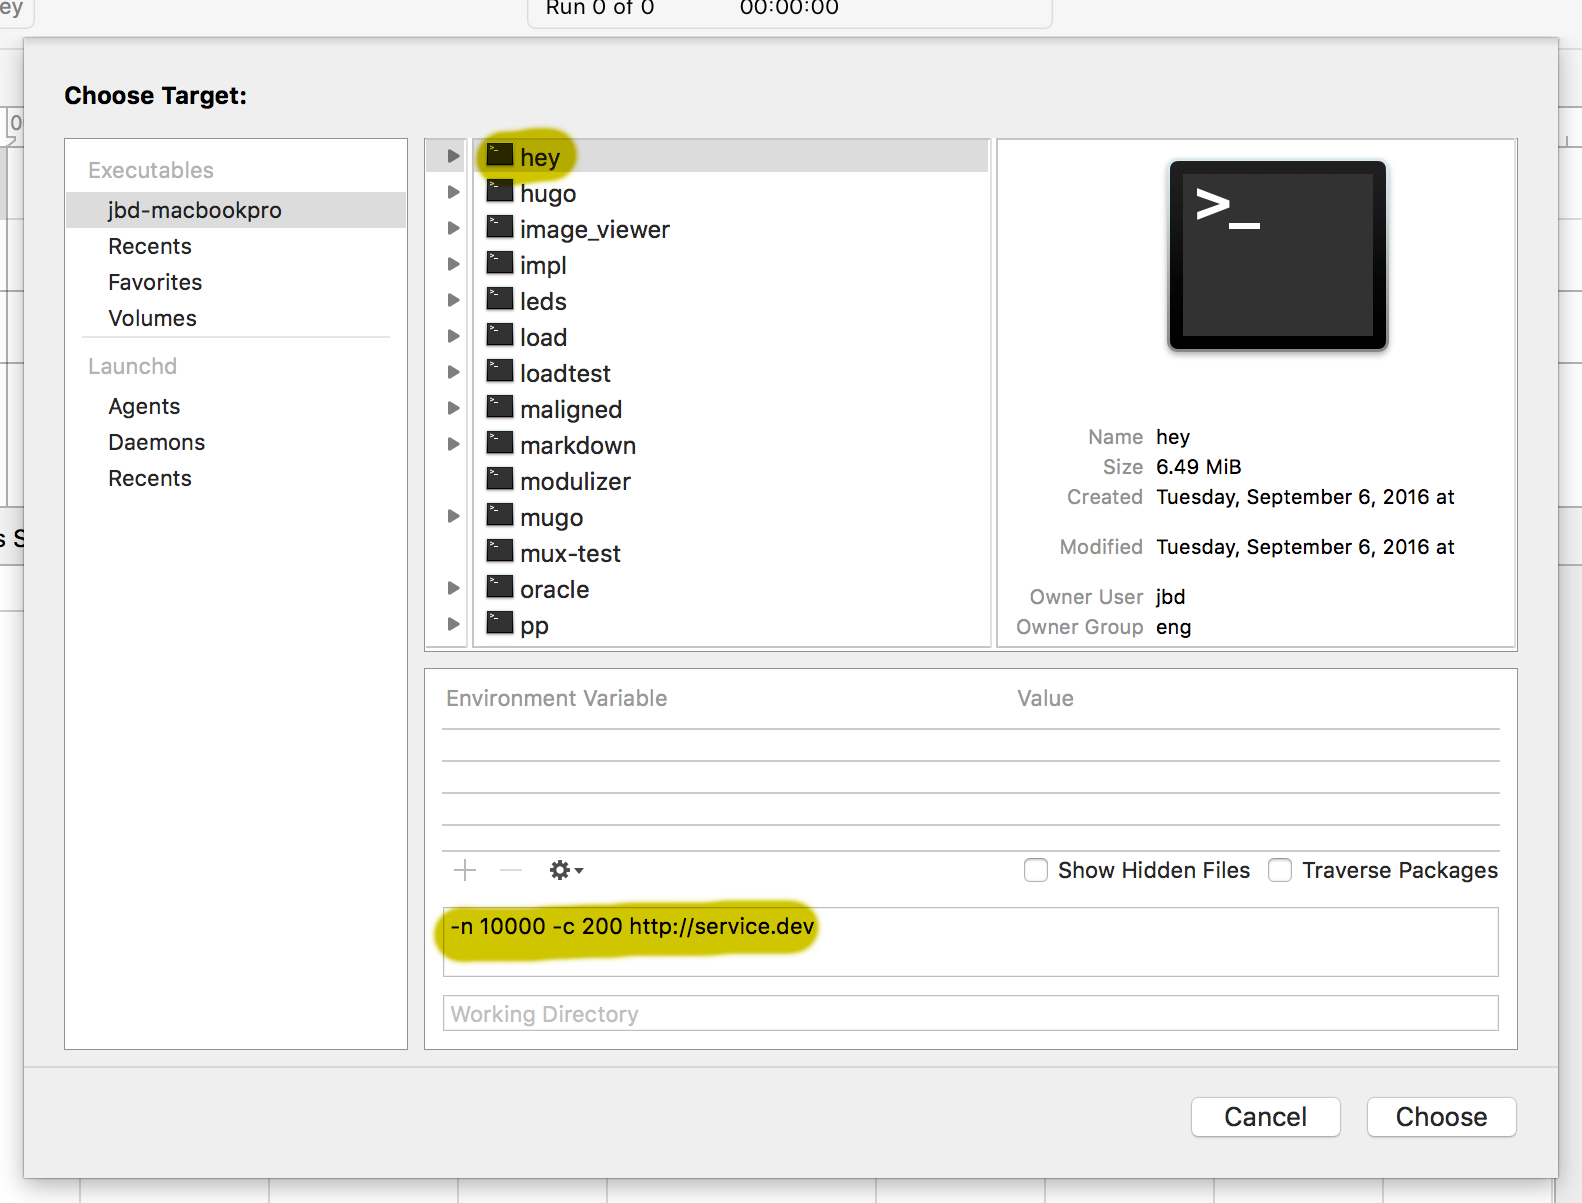 ey
Run 0 of 0 00:00:00
Choose Target:
0
Executables
jbd-macbookpro
Recents
Favorites
Volumes
Launchd
Agents
Daemons
Recents
s S
hey
hugo
image_viewer
impl
leds
load
loadtest
maligned
markdown
modulizer
mugo
mux-test
oracle
pp
>_
Name hey
Size 6.49 MiB
Created Tuesday, September 6, 2016 at
Modified Tuesday, September 6, 2016 at
Owner User jbd
Owner Group eng
Environment Variable Value
Show Hidden Files Traverse Packages
-n 10000 -c 200 http://service.dev
Working Directory
Cancel Choose